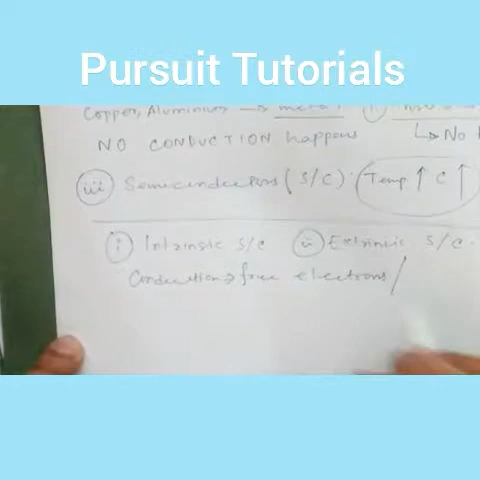 Pursuit Tutorials
Copper, Aluminium → metal (i)
NO CONDUCTION happens ↳ No
(iii) Semiconductors (S/C): (Temp ↑ C ↑)
(i) Intrinsic S/C (ii) Extrinsic S/C.
Conduction → free electrons /